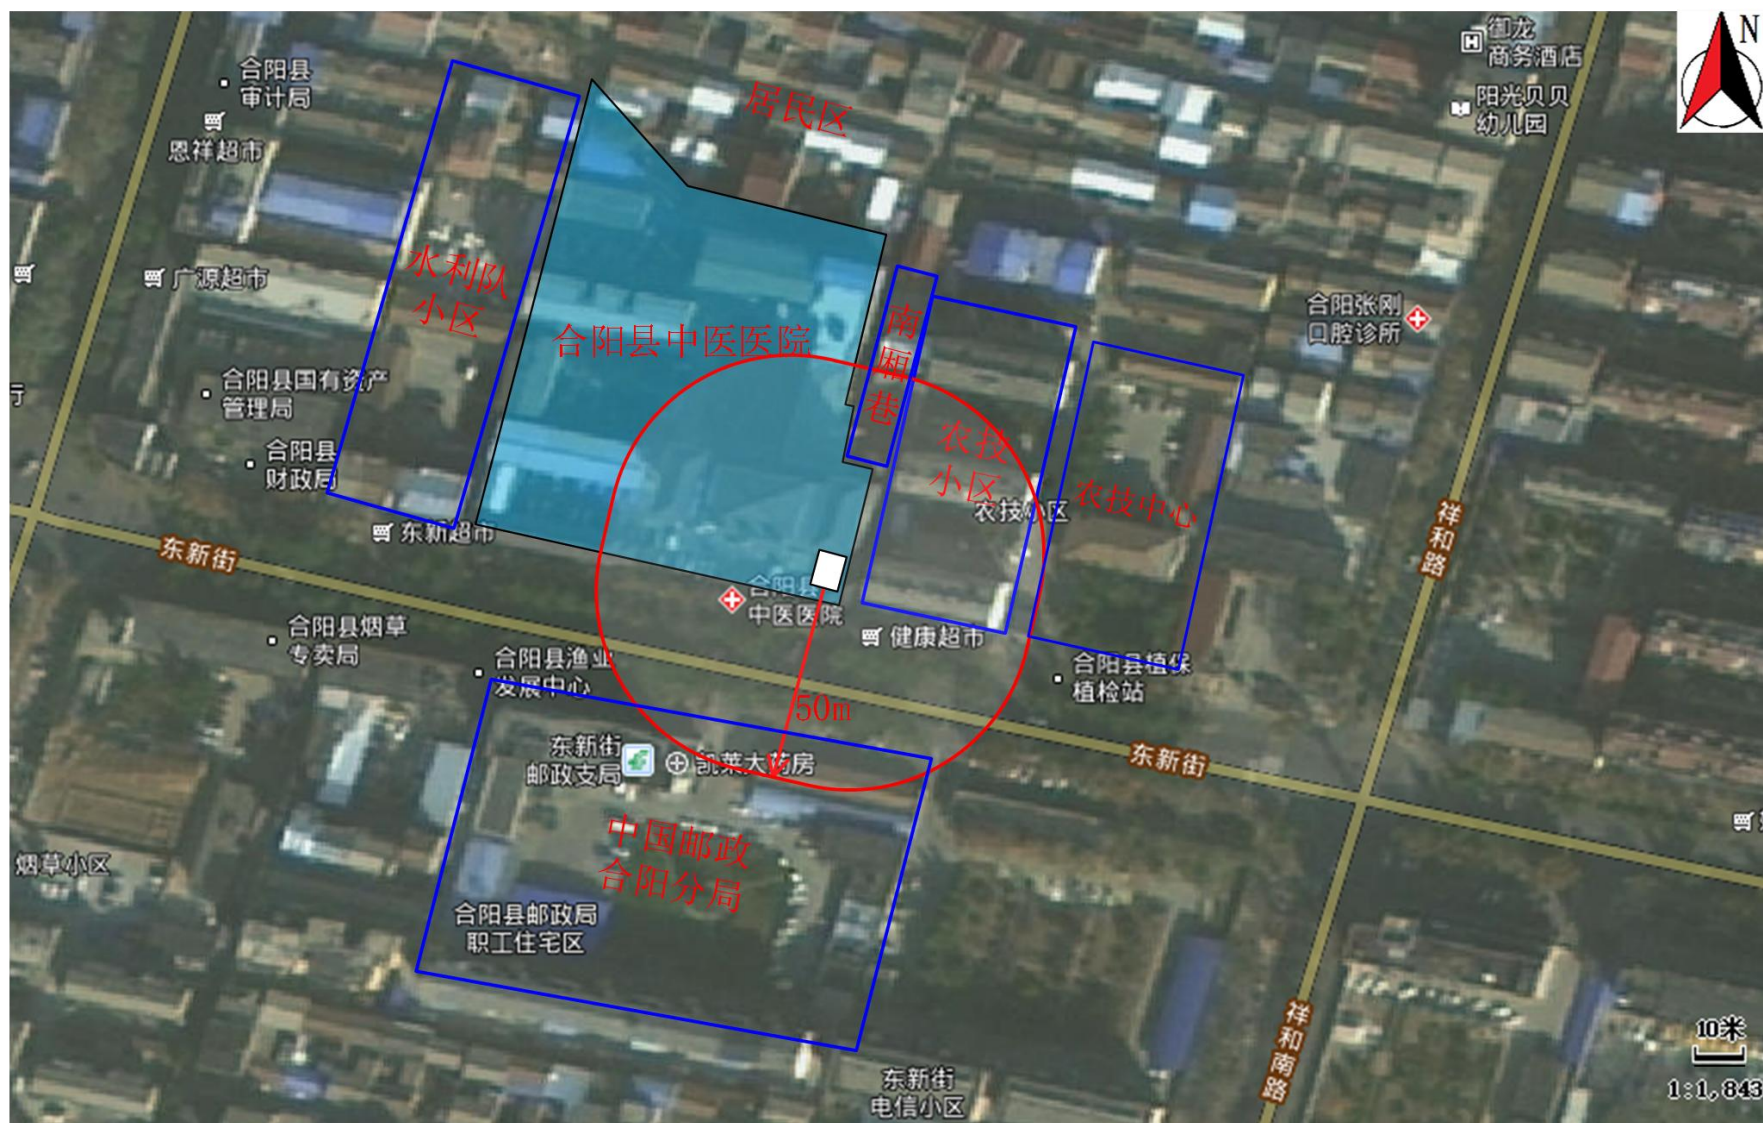 N
御龙
商务酒店
合阳县
审计局
阳光贝贝
幼儿园
居民区
恩祥超市
水利队
小区
广源超市
南厢巷
合阳张刚
口腔诊所
合阳县中医医院
合阳县国有资产
管理局
行
农技
小区
合阳县
财政局
农技中心
农技小区
祥和路
东新超市
东新街
合阳县
中医医院
合阳县烟草
专卖局
健康超市
合阳县渔业
发展中心
合阳县植保
植检站
50m
东新街
邮政支局
凯莱大药房
东新街
中国邮政
合阳分局
烟草小区
合阳县邮政局
职工住宅区
祥和南路
10米
东新街
电信小区
1:1,843